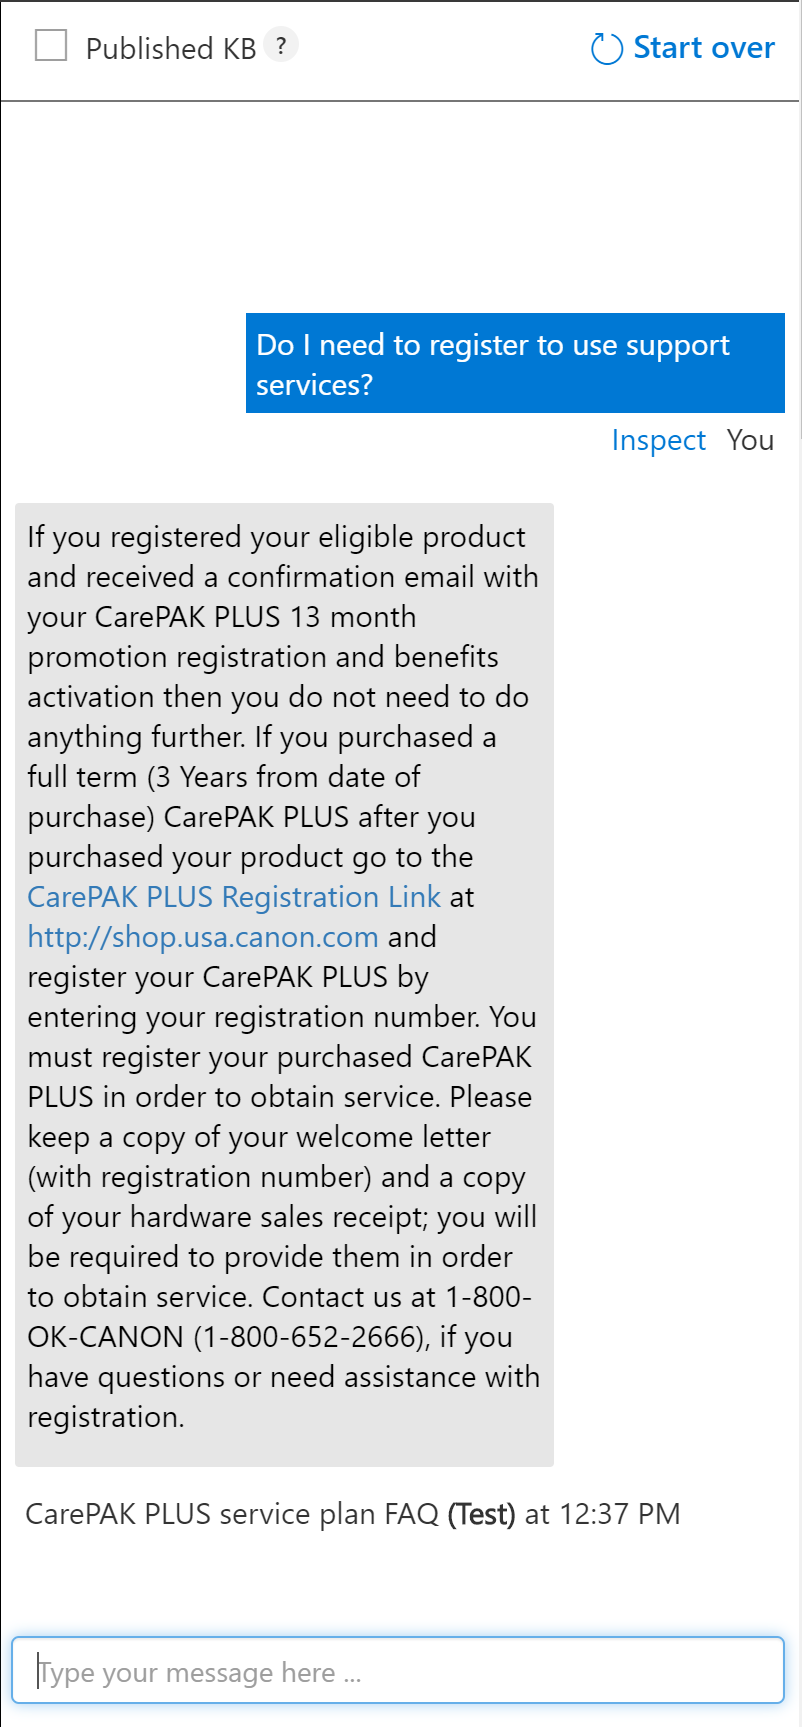 Published KB ?
Start over
Do I need to register to use support
services?
Inspect You
If you registered your eligible product
and received a confirmation email with
your CarePAK PLUS 13 month
promotion registration and benefits
activation then you do not need to do
anything further. If you purchased a
full term (3 Years from date of
purchase) CarePAK PLUS after you
purchased your product go to the
CarePAK PLUS Registration Link at
http://shop.usa.canon.com and
register your CarePAK PLUS by
entering your registration number. You
must register your purchased CarePAK
PLUS in order to obtain service. Please
keep a copy of your welcome letter
(with registration number) and a copy
of your hardware sales receipt; you will
be required to provide them in order
to obtain service. Contact us at 1-800-
OK-CANON (1-800-652-2666), if you
have questions or need assistance with
registration.
CarePAK PLUS service plan FAQ (Test) at 12:37 PM
Type your message here ...